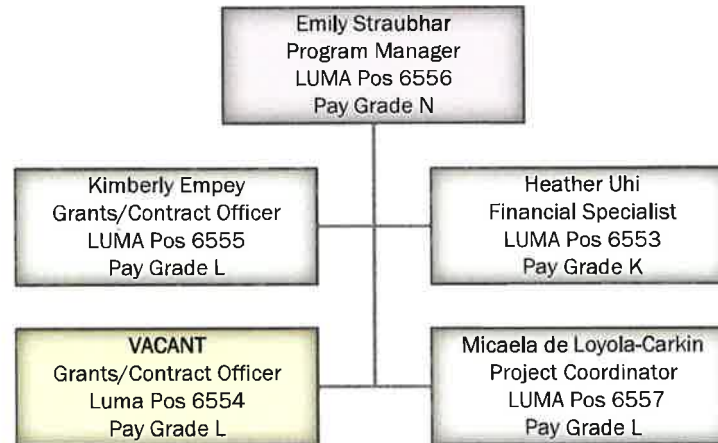 Emily Straubhar
Program Manager
LUMA Pos 6556
Pay Grade N
Kimberly Empey
Grants/Contract Officer
LUMA Pos 6555
Pay Grade L
Heather Uhi
Financial Specialist
LUMA Pos 6553
Pay Grade K
VACANT
Grants/Contract Officer
Luma Pos 6554
Pay Grade L
Micaela de Loyola-Carkin
Project Coordinator
LUMA Pos 6557
Pay Grade L